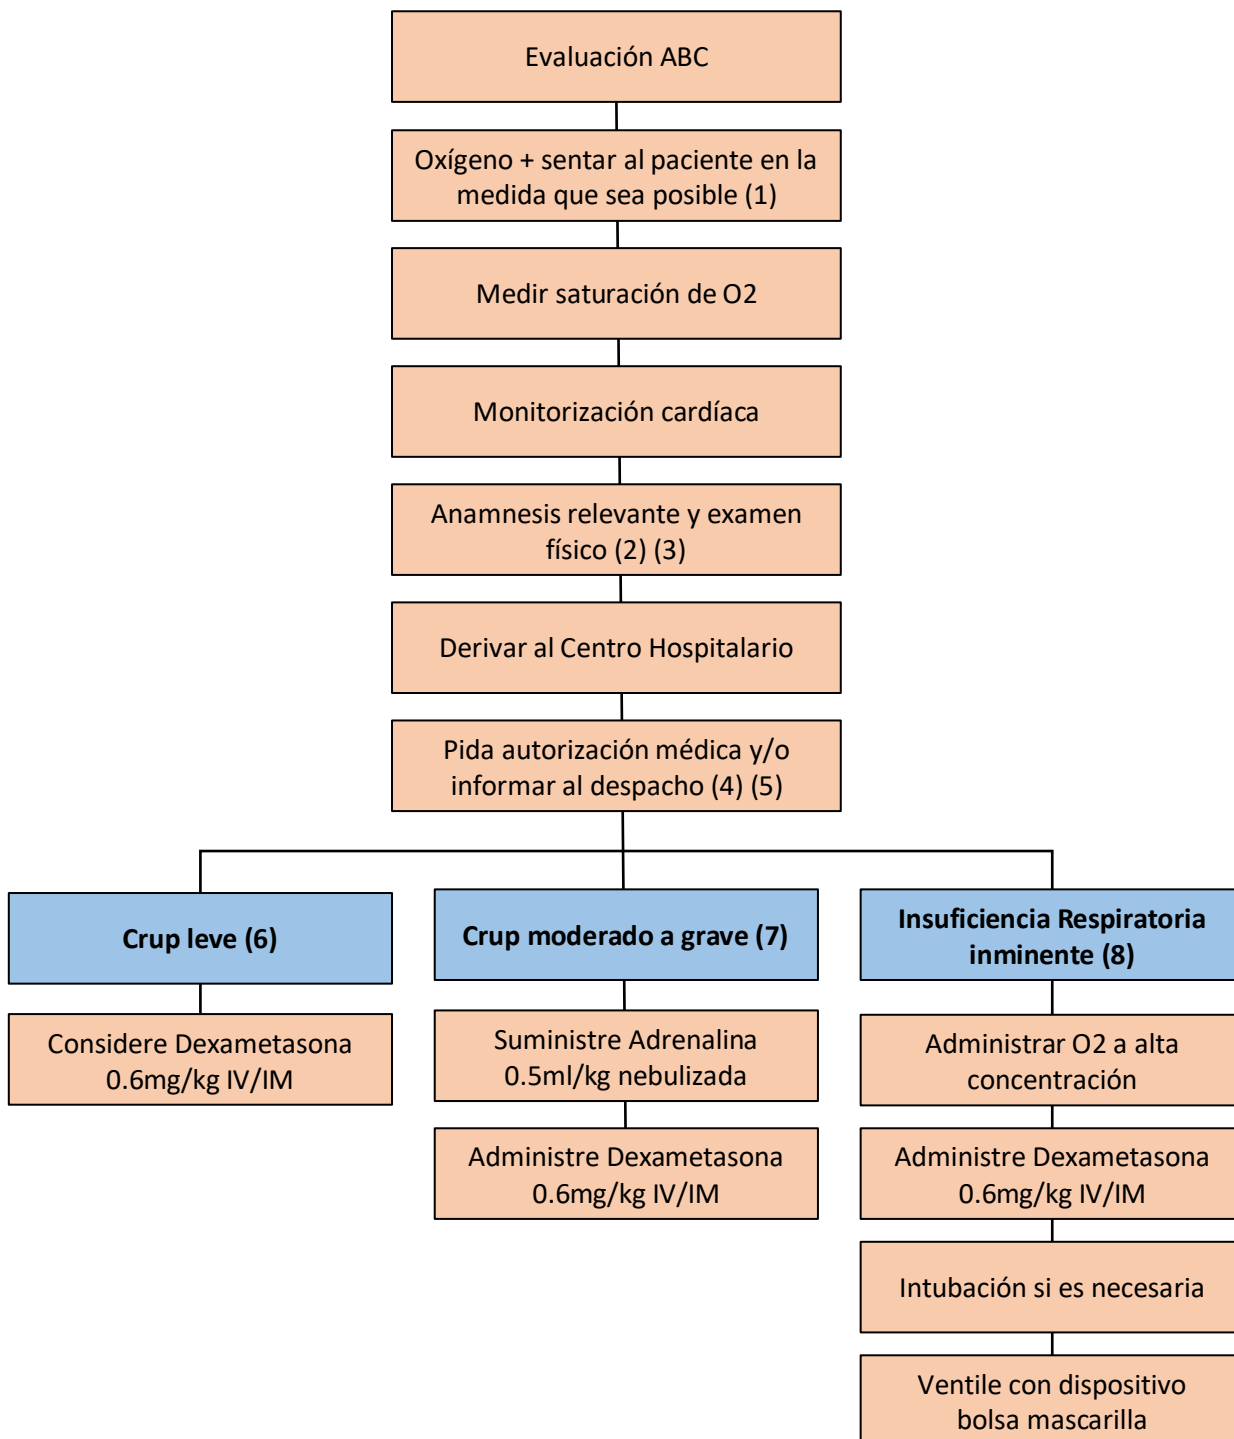 Evaluación ABC
Oxígeno + sentar al paciente en la
medida que sea posible (1)
Medir saturación de O2
Monitorización cardíaca
Anamnesis relevante y examen
físico (2) (3)
Derivar al Centro Hospitalario
Pida autorización médica y/o
informar al despacho (4) (5)
Crup leve (6)
Considere Dexametasona
0.6mg/kg IV/IM
Crup moderado a grave (7)
Suministre Adrenalina
0.5ml/kg nebulizada
Administre Dexametasona
0.6mg/kg IV/IM
Insuficiencia Respiratoria
inminente (8)
Administrar O2 a alta
concentración
Administre Dexametasona
0.6mg/kg IV/IM
Intubación si es necesaria
Ventile con dispositivo
bolsa mascarilla